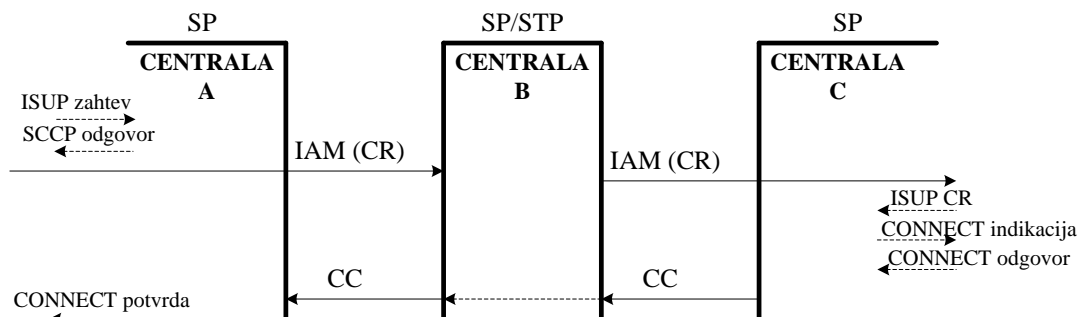 SP
SP/STP
SP
CENTRALA
A
CENTRALA
B
CENTRALA
C
ISUP zahtev
SCCP odgovor
IAM (CR)
IAM (CR)
ISUP CR
CONNECT indikacija
CONNECT odgovor
CC
CC
CONNECT potvrda